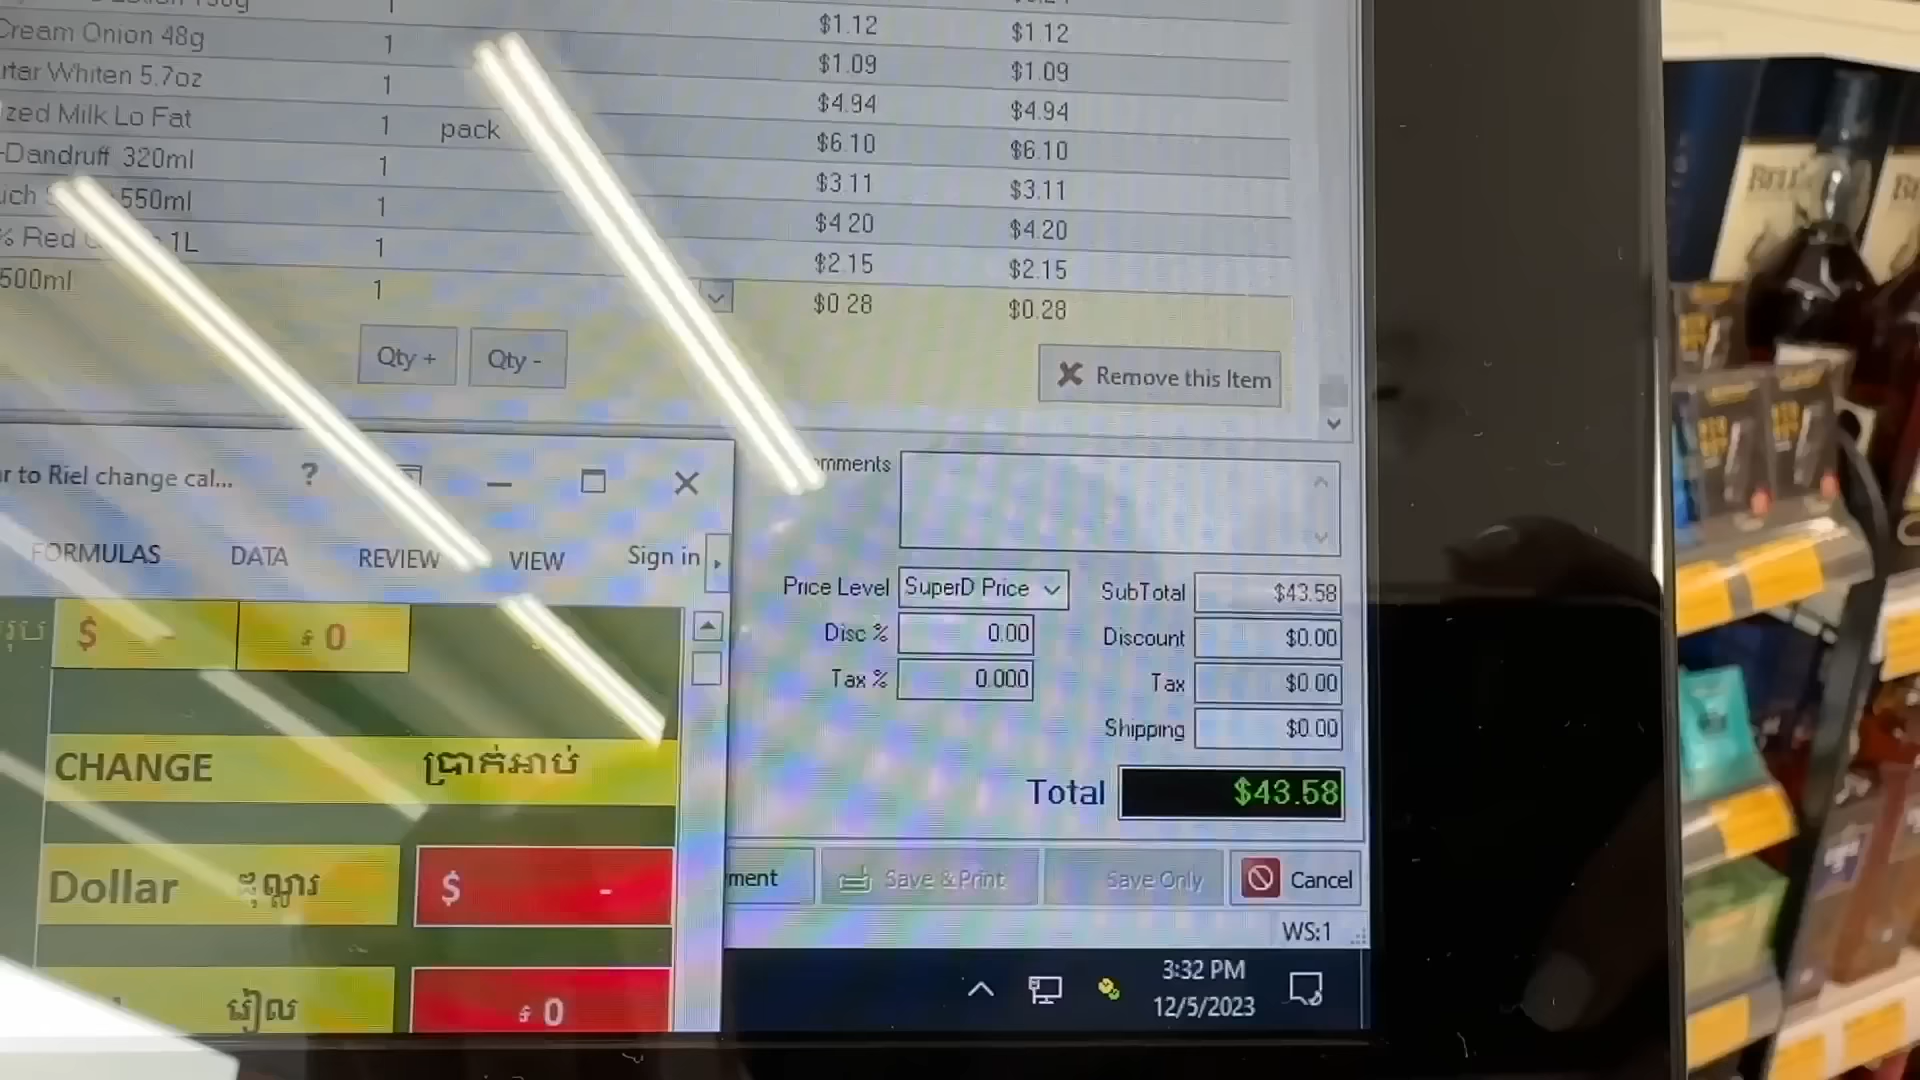 1
Cream Onion 48g 1 $1.12 $1.12
rtar Whiten 5.7oz 1 $1.09 $1.09
zed Milk Lo Fat 1 pack $4.94 $4.94
-Dandruff 320ml 1 $6.10 $6.10
uch 550ml 1 $3.11 $3.11
% Red 1L 1 $4.20 $4.20
500ml 1 $2.15 $2.15
$0.28 $0.28
Qty + Qty -
Remove this Item
r to Riel change cal... ?
mments
FORMULAS DATA REVIEW VIEW Sign in
Price Level SuperD Price SubTotal $43.58
Disc % 0.00 Discount $0.00
Tax % 0.000 Tax $0.00
Shipping $0.00
Total $43.58
$ - ៛ 0
CHANGE ប្រាក់អាប់
Dollar ដុល្លារ $ -
រៀល ៛ 0
ment Save & Print Save Only Cancel
WS:1
3:32 PM
12/5/2023